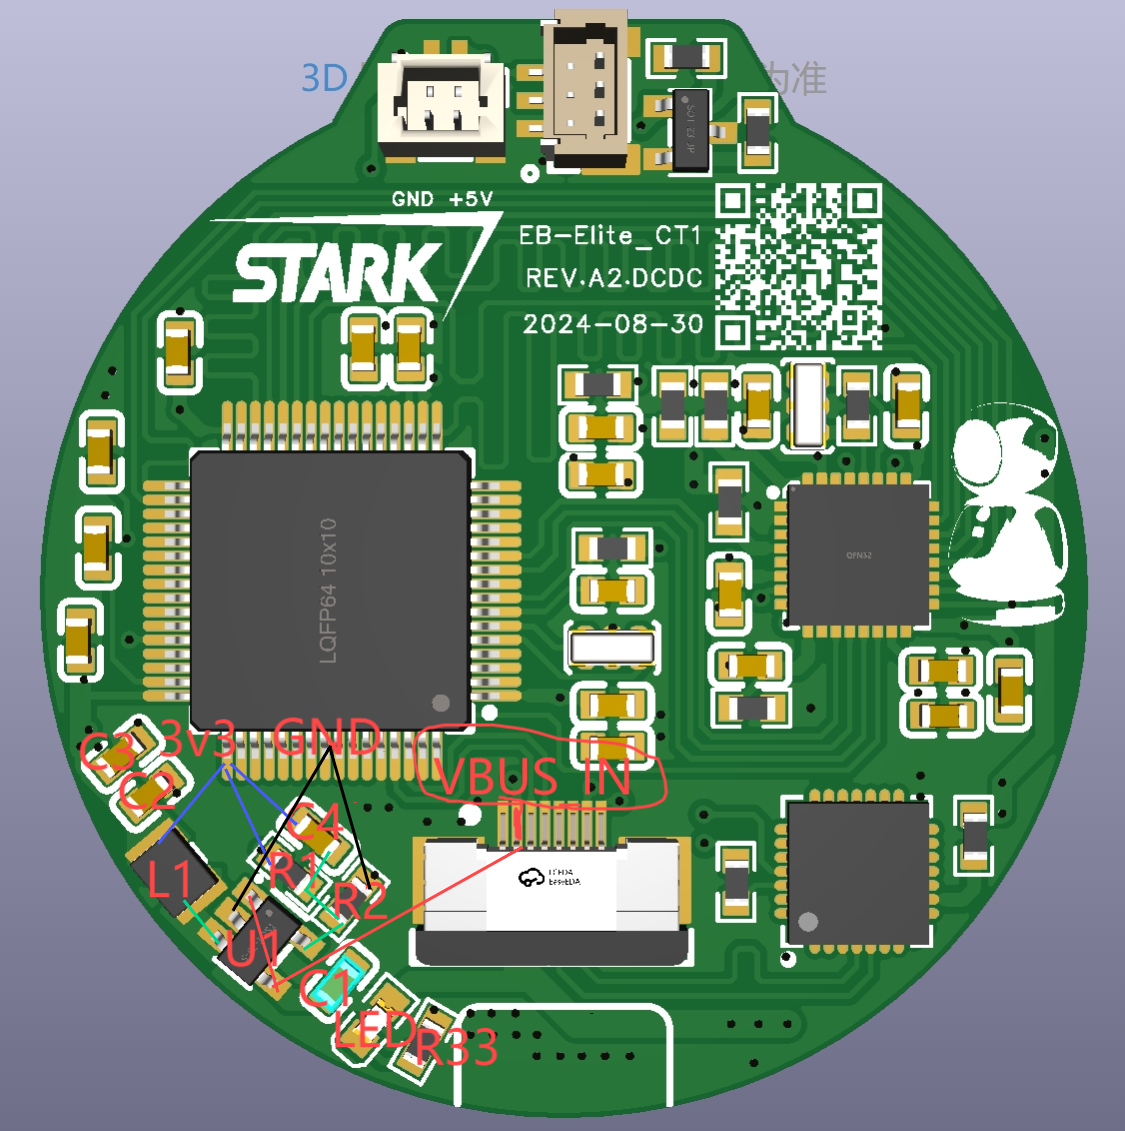 3D
为准
GND +5V
STARK
EB-Elite_CT1
REV.A2.DCDC
2024-08-30
LQFP64 10x10
QFN32
C3
3v3
GND
VBUS IN
C2
C4
L1
R1
R2
U1
C1
LED
R33